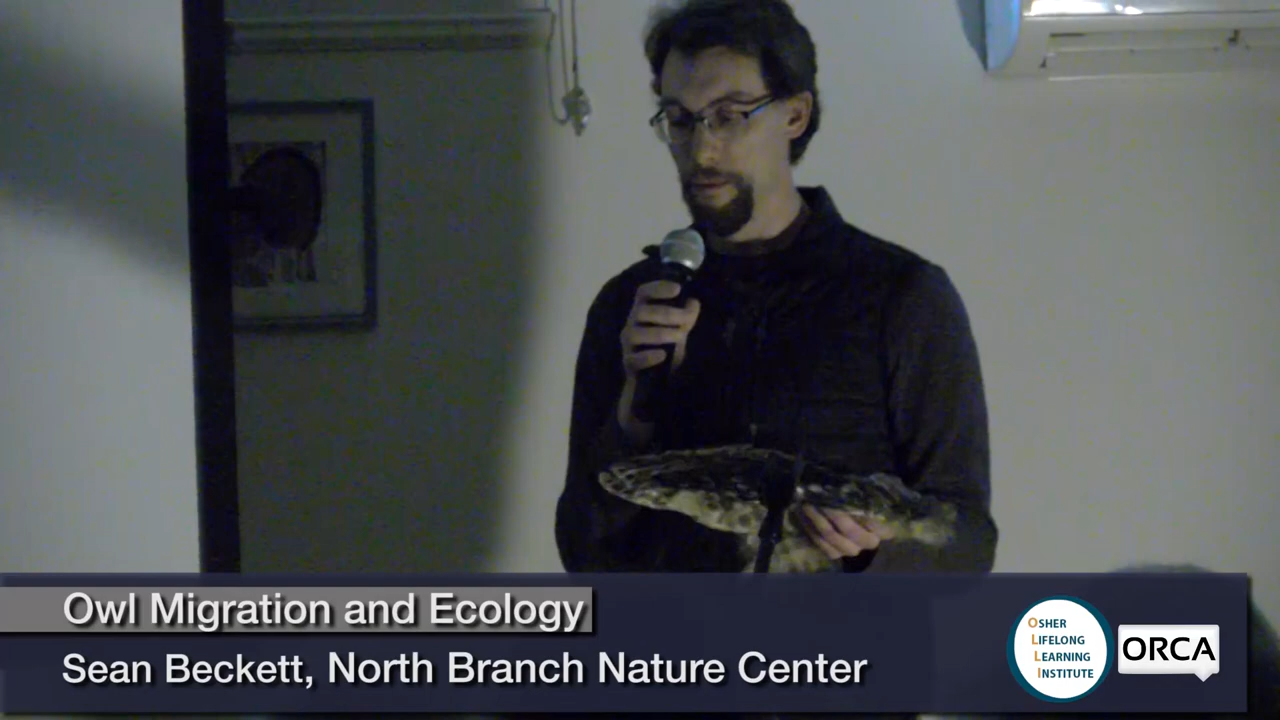 Owl Migration and Ecology
Sean Beckett, North Branch Nature Center
OSHER
LIFELONG
LEARNING
INSTITUTE
ORCA